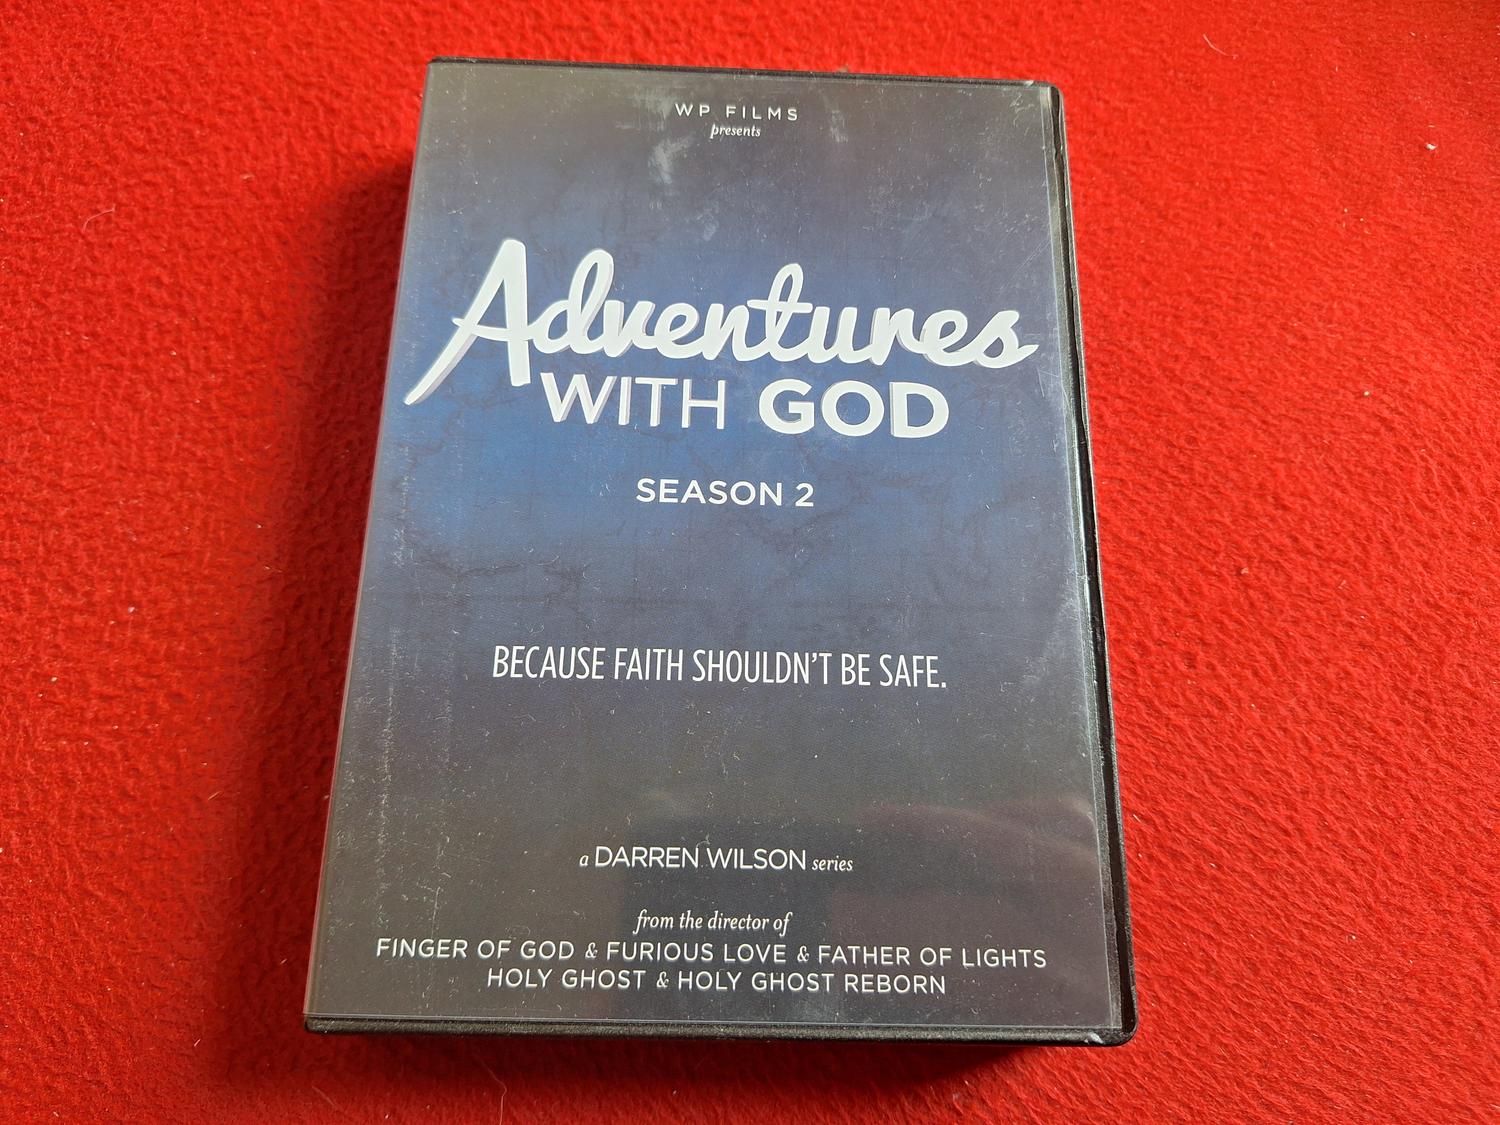 WP FILMS
presents
Adventures
WITH GOD
SEASON 2
BECAUSE FAITH SHOULDN'T BE SAFE.
a DARREN WILSON series
from the director of
FINGER OF GOD & FURIOUS LOVE & FATHER OF LIGHTS
HOLY GHOST & HOLY GHOST REBORN